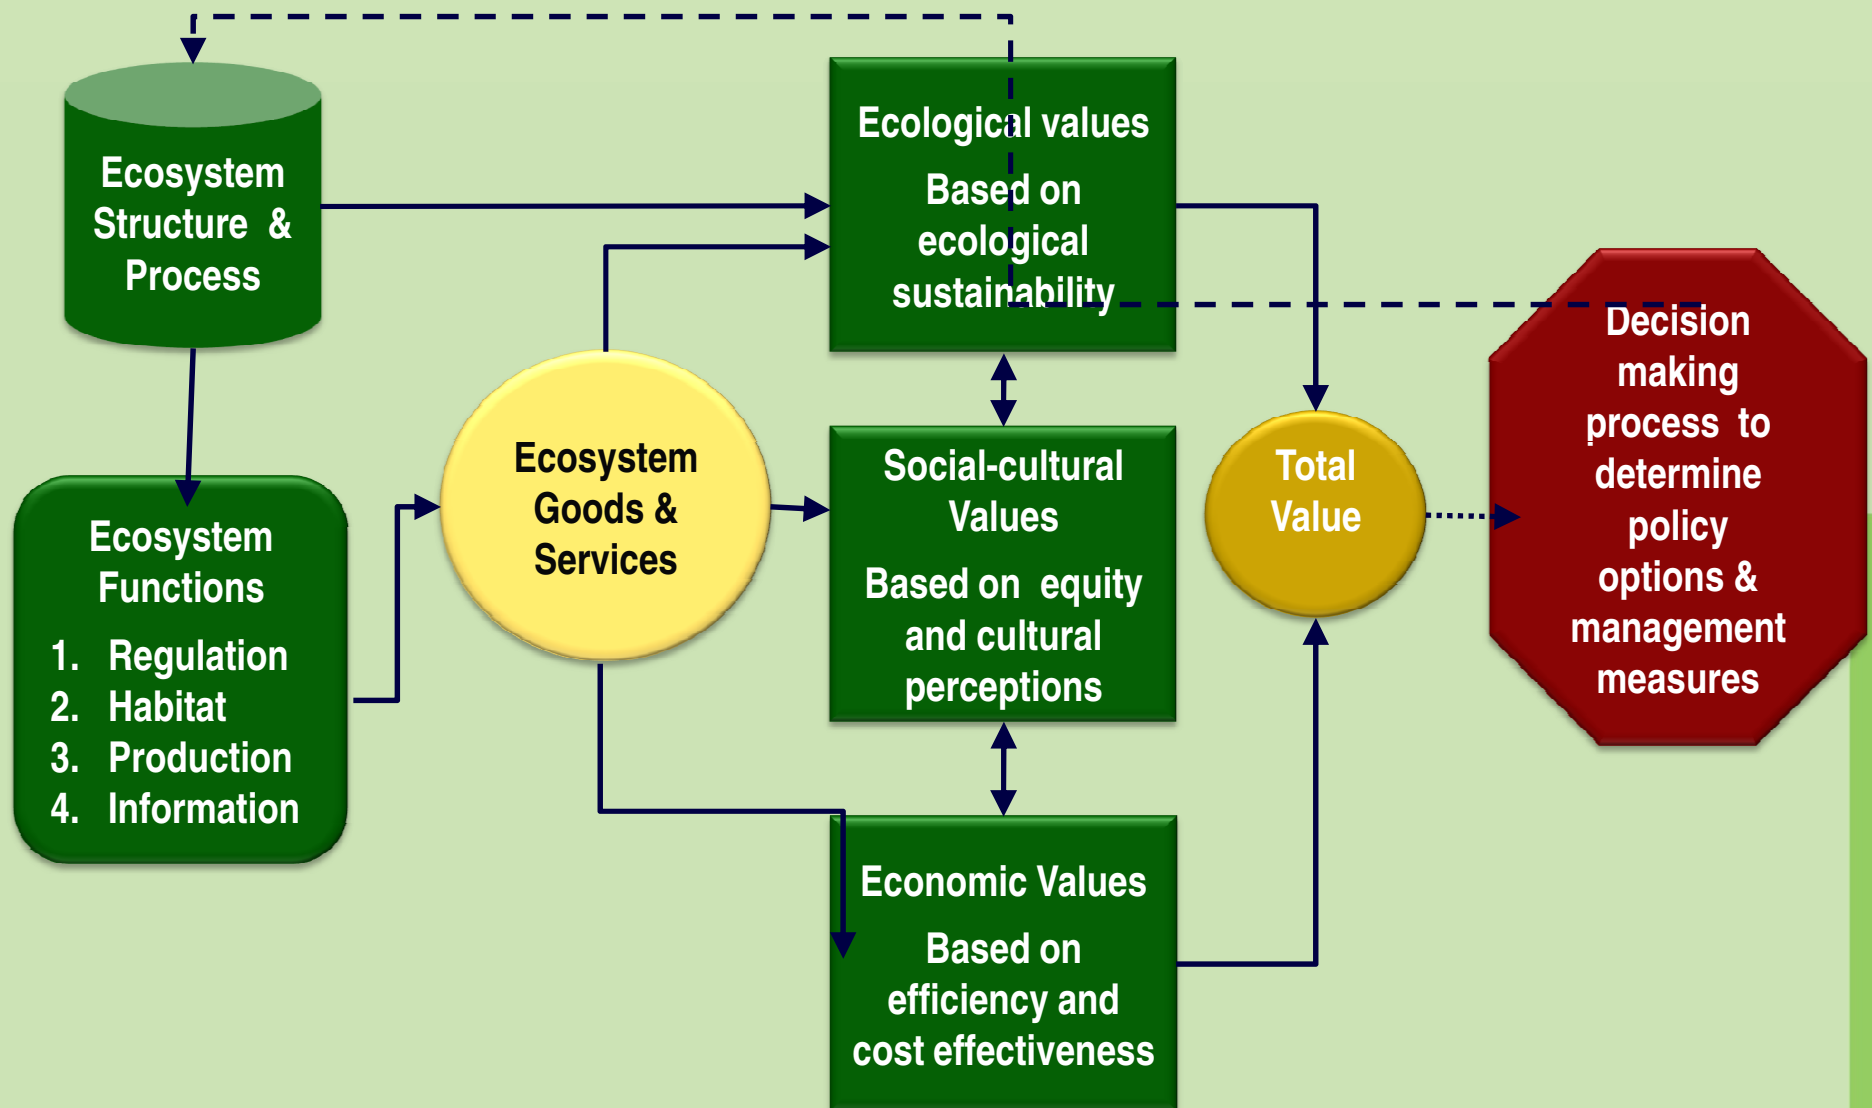 Ecosystem
Structure & 
Process
Ecosystem
Functions
1. Regulation
2. Habitat
3. Production
4. Information
Ecosystem
Goods &
Services
Ecological values
Based on
ecological
sustainability
Social-cultural
Values
Based on equity
and cultural
perceptions
Economic Values
Based on
efficiency and
cost effectiveness
Total
Value
Decision
making
process to
determine
policy
options &
management
measures